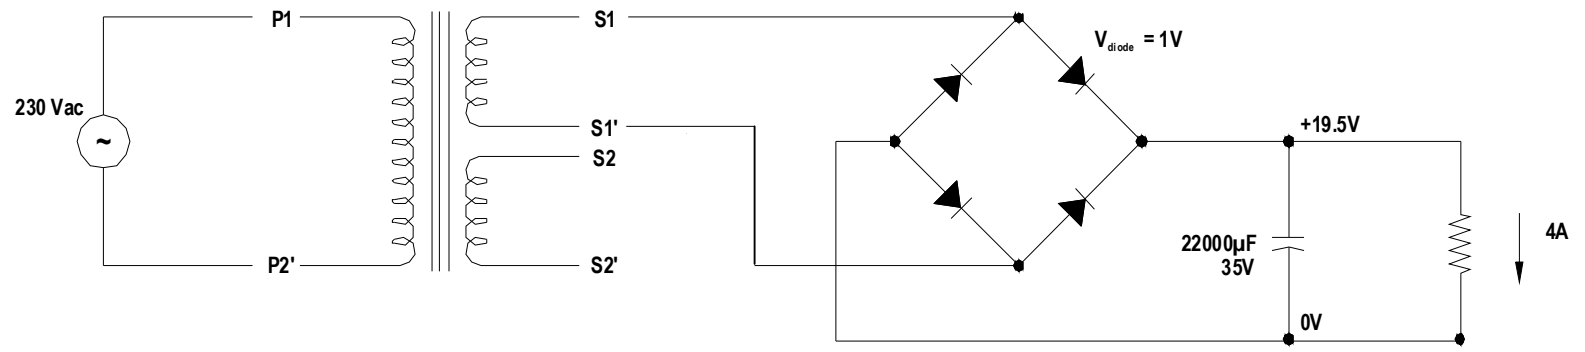 P1
S1
V diode = 1V
230 Vac
~
S1'
+19.5V
S2
22000µF
35V
4A
P2'
S2'
0V